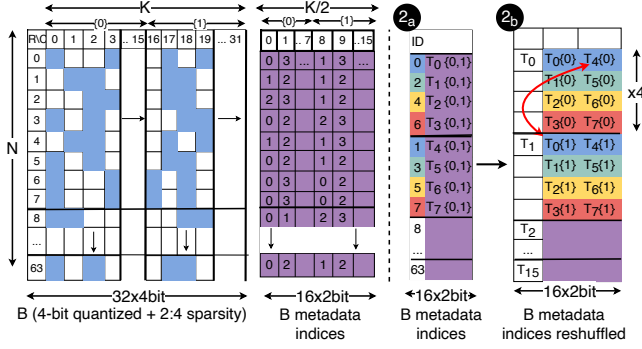 K
{0} {1}
R\C 0 1 2 3 .. 15 16 17 18 19 ... 31
0
1
2
3
4
5
6
7
8
...
63
N
32x4bit
B (4-bit quantized + 2:4 sparsity)
K/2
{0} {1}
0 1 .. 7 8 9 ..15
0 3 ... 1 3 ...
1 2 1 2
2 3 0 2
0 2 2 3
1 2 0 2
0 2 1 2
0 3 0 2
0 3 0 2
0 1 2 3
0 2 1 2
16x2bit
B metadata
indices
2a
ID
0 T0 {0,1}
2 T1 {0,1}
4 T2 {0,1}
6 T3 {0,1}
1 T4 {0,1}
3 T5 {0,1}
5 T6 {0,1}
7 T7 {0,1}
8
...
63
16x2bit
B metadata
indices
2b
T0 T0{0} T4{0}
T1{0} T5{0}
T2{0} T6{0}
T3{0} T7{0}
x4
T1 T0{1} T4{1}
T1{1} T5{1}
T2{1} T6{1}
T3{1} T7{1}
T2
...
T15
16x2bit
B metadata
indices reshuffled